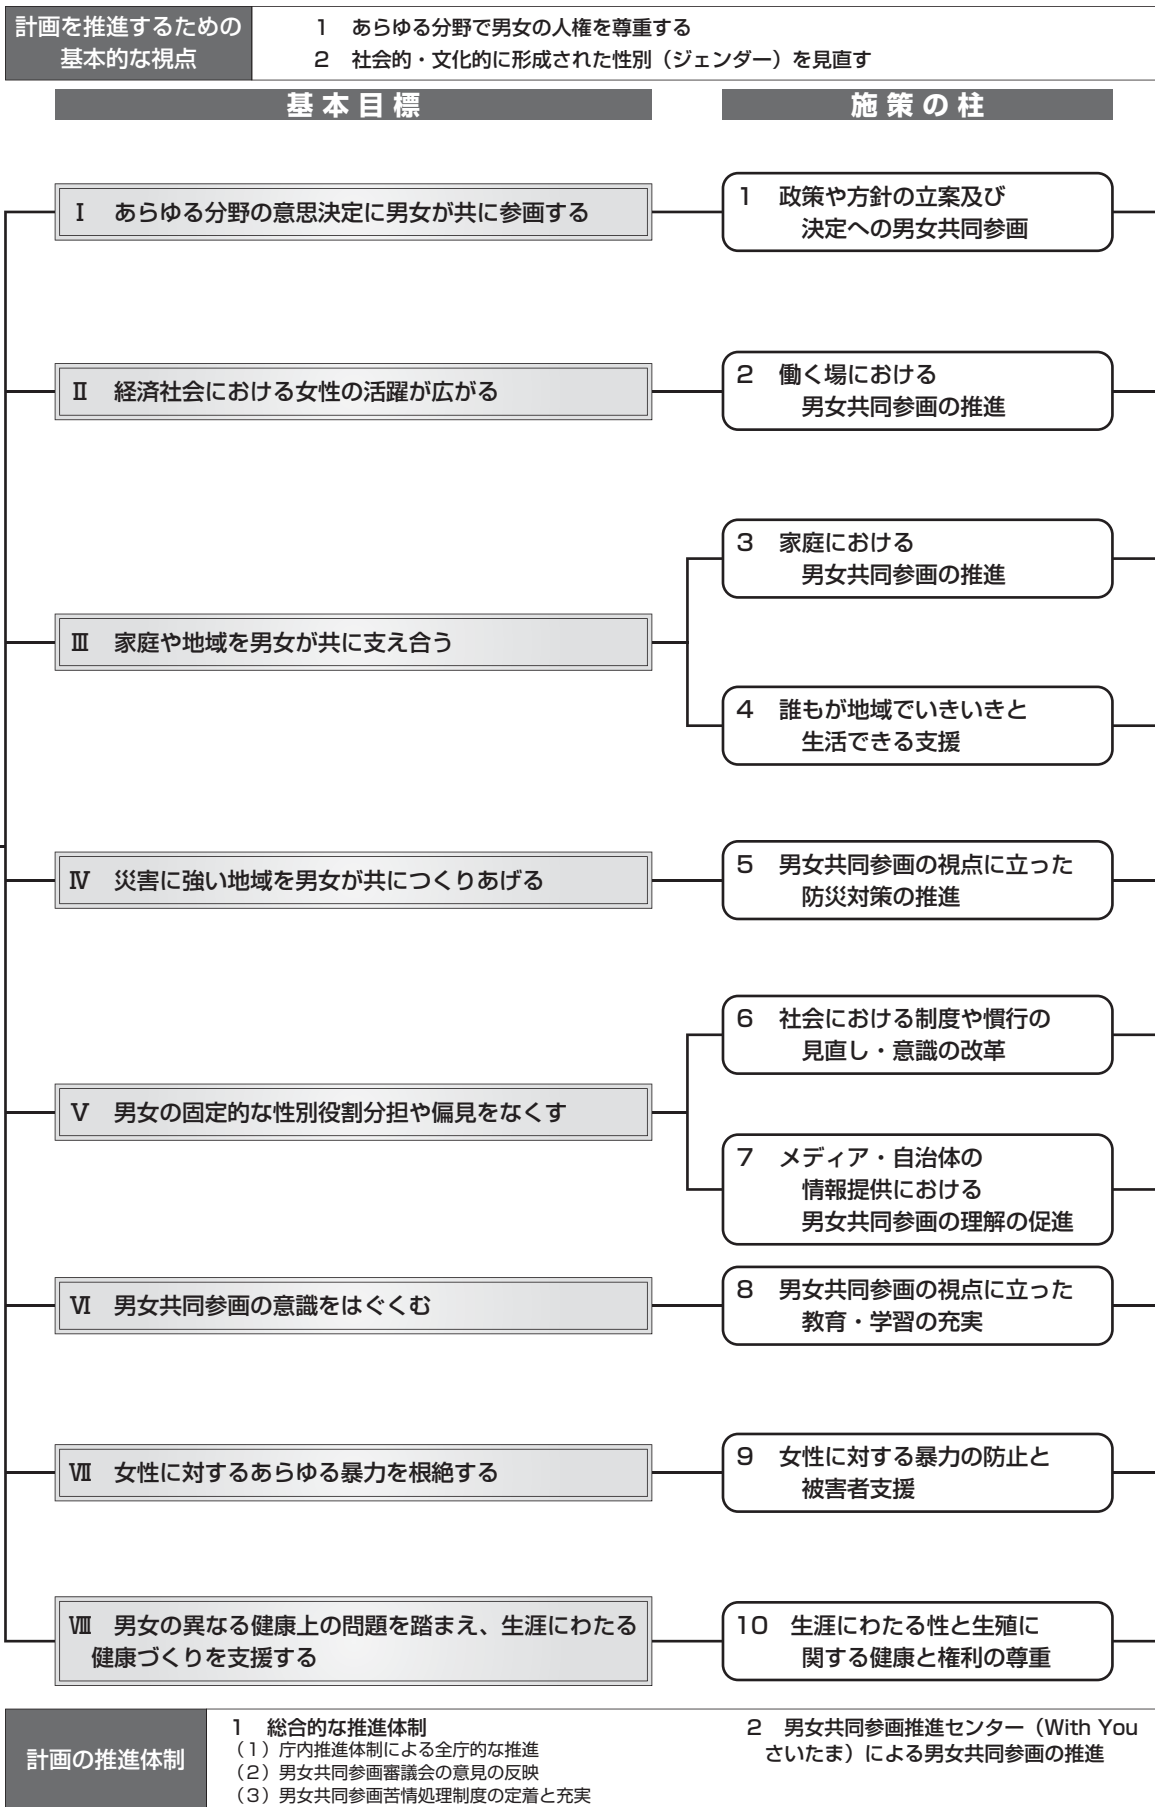 計画を推進するための
基本的な視点
1　あらゆる分野で男女の人権を尊重する
2　社会的・文化的に形成された性別（ジェンダー）を見直す
基本目標
施策の柱
Ⅰ　あらゆる分野の意思決定に男女が共に参画する
1　政策や方針の立案及び
決定への男女共同参画
Ⅱ　経済社会における女性の活躍が広がる
2　働く場における
男女共同参画の推進
Ⅲ　家庭や地域を男女が共に支え合う
3　家庭における
男女共同参画の推進
4　誰もが地域でいきいきと
生活できる支援
Ⅳ　災害に強い地域を男女が共につくりあげる
5　男女共同参画の視点に立った
防災対策の推進
Ⅴ　男女の固定的な性別役割分担や偏見をなくす
6　社会における制度や慣行の
見直し・意識の改革
7　メディア・自治体の
情報提供における
男女共同参画の理解の促進
Ⅵ　男女共同参画の意識をはぐくむ
8　男女共同参画の視点に立った
教育・学習の充実
Ⅶ　女性に対するあらゆる暴力を根絶する
9　女性に対する暴力の防止と
被害者支援
Ⅷ　男女の異なる健康上の問題を踏まえ、生涯にわたる
健康づくりを支援する
10　生涯にわたる性と生殖に
関する健康と権利の尊重
計画の推進体制
1　総合的な推進体制
（1）庁内推進体制による全庁的な推進
（2）男女共同参画審議会の意見の反映
（3）男女共同参画苦情処理制度の定着と充実
2　男女共同参画推進センター（With You
さいたま）による男女共同参画の推進